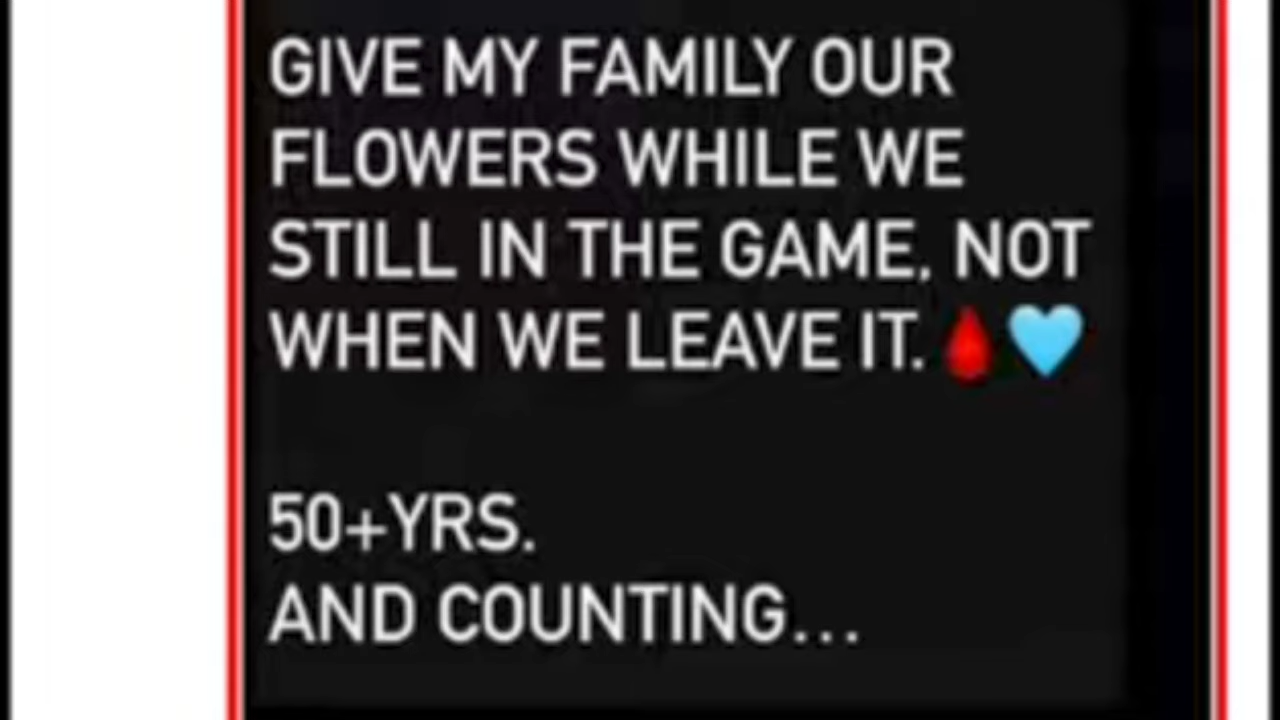 GIVE MY FAMILY OUR
FLOWERS WHILE WE
STILL IN THE GAME, NOT
WHEN WE LEAVE IT.🩸🩵
50+YRS.
AND COUNTING...